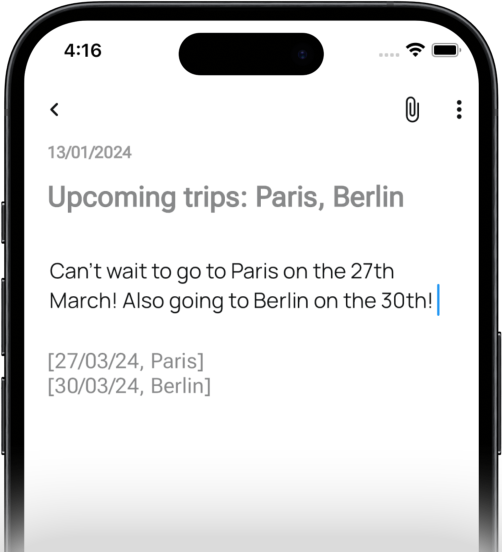 4:16
13/01/2024
Upcoming trips: Paris, Berlin
Can't wait to go to Paris on the 27th
March! Also going to Berlin on the 30th!
[27/03/24, Paris]
[30/03/24, Berlin]